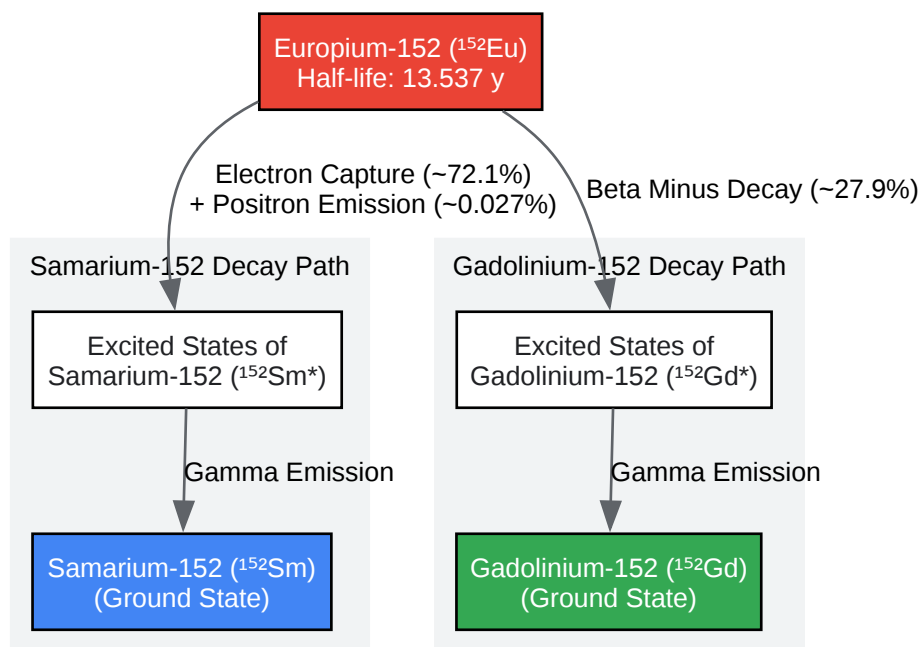 Europium-152 (¹⁵²Eu)
Half-life: 13.537 y
Electron Capture (~72.1%)
+ Positron Emission (~0.027%)
Beta Minus Decay (~27.9%)
Samarium-152 Decay Path
Gadolinium-152 Decay Path
Excited States of
Samarium-152 (¹⁵²Sm*)
Excited States of
Gadolinium-152 (¹⁵²Gd*)
Gamma Emission
Gamma Emission
Samarium-152 (¹⁵²Sm)
(Ground State)
Gadolinium-152 (¹⁵²Gd)
(Ground State)